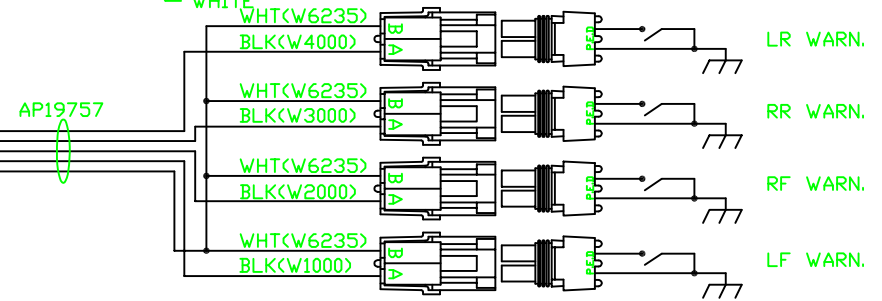 WHITE
WHT(W6235)
B
BLK(W4000)
A
LR WARN.
WHT(W6235)
B
AP19757
BLK(W3000)
A
RR WARN.
WHT(W6235)
B
BLK(W2000)
A
RF WARN.
WHT(W6235)
B
BLK(W1000)
A
LF WARN.